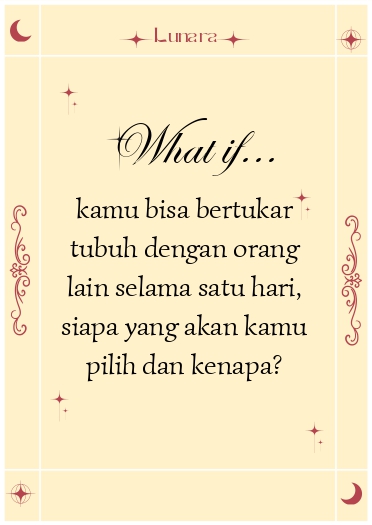 Lunara
What if...
kamu bisa bertukar
tubuh dengan orang
lain selama satu hari,
siapa yang akan kamu
pilih dan kenapa?